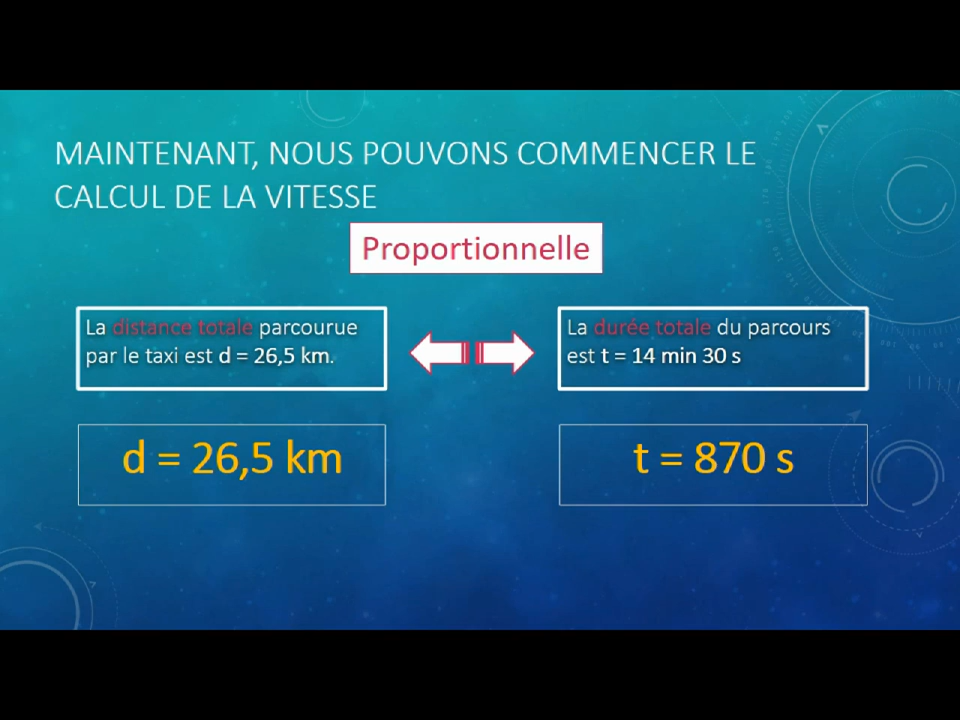 MAINTENANT, NOUS POUVONS COMMENCER LE
CALCUL DE LA VITESSE
Proportionnelle
La distance totale parcourue
par le taxi est d = 26,5 km.
La durée totale du parcours
est t = 14 min 30 s
d = 26,5 km
t = 870 s